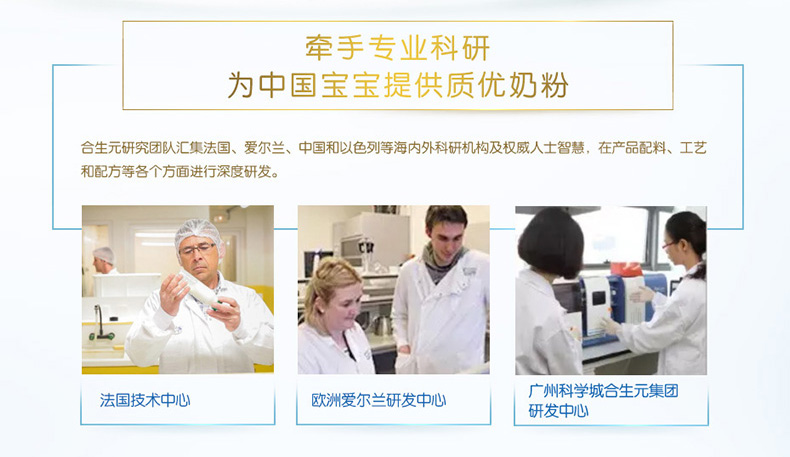 牵手专业科研
为中国宝宝提供质优奶粉
合生元研究团队汇集法国、爱尔兰、中国和以色列等海内外科研机构及权威人士智慧，在产品配料、工艺
和配方等各个方面进行深度研发。
法国技术中心
欧洲爱尔兰研发中心
广州科学城合生元集团
研发中心